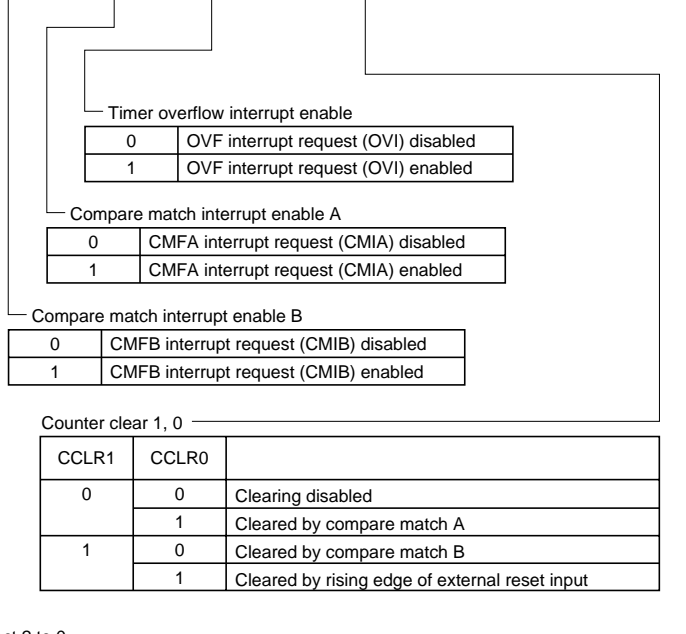 Timer overflow interrupt enable
0 OVF interrupt request (OVI) disabled
1 OVF interrupt request (OVI) enabled
Compare match interrupt enable A
0 CMFA interrupt request (CMIA) disabled
1 CMFA interrupt request (CMIA) enabled
Compare match interrupt enable B
0 CMFB interrupt request (CMIB) disabled
1 CMFB interrupt request (CMIB) enabled
Counter clear 1, 0
CCLR1 CCLR0
0 0 Clearing disabled
1 Cleared by compare match A
1 0 Cleared by compare match B
1 Cleared by rising edge of external reset input